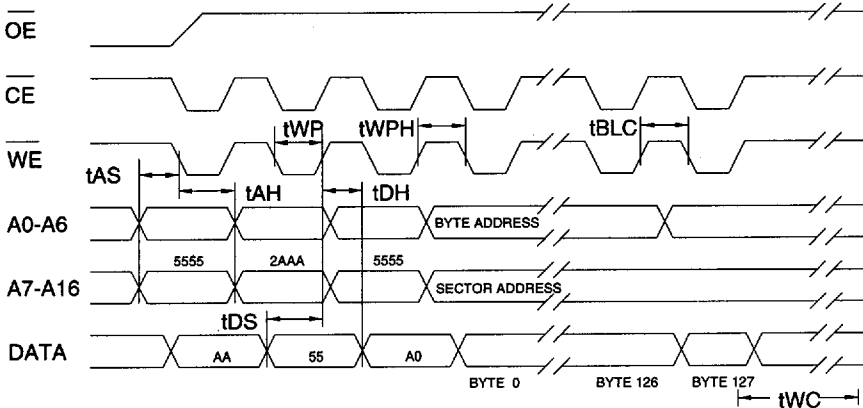 OE
CE
tWP tWPH tBLC
WE
tAS
tAH tDH
A0-A6 BYTE ADDRESS
5555 2AAA 5555
A7-A16 SECTOR ADDRESS
tDS
DATA AA 55 A0
BYTE 0 BYTE 126 BYTE 127
tWC